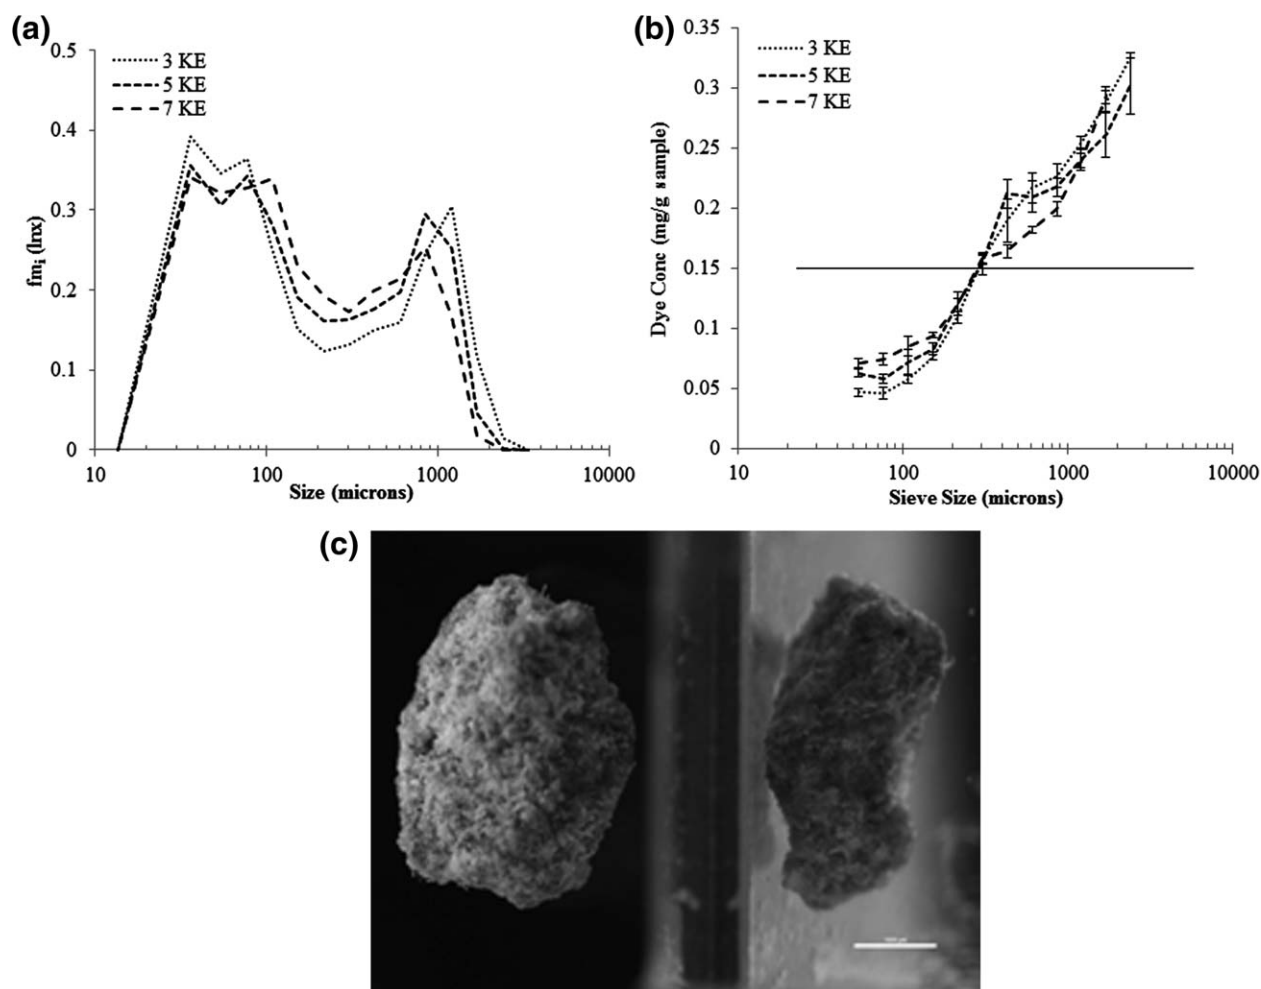 (a)
0.5
0.4
0.3
0.2
0.1
0
fmᵢ (lnx)
3 KE
5 KE
7 KE
10 100 1000 10000
Size (microns)
(b)
0.35
0.3
0.25
0.2
0.15
0.1
0.05
0
Dye Conc (mg/g sample)
3 KE
5 KE
7 KE
10 100 1000 10000
Sieve Size (microns)
(c)